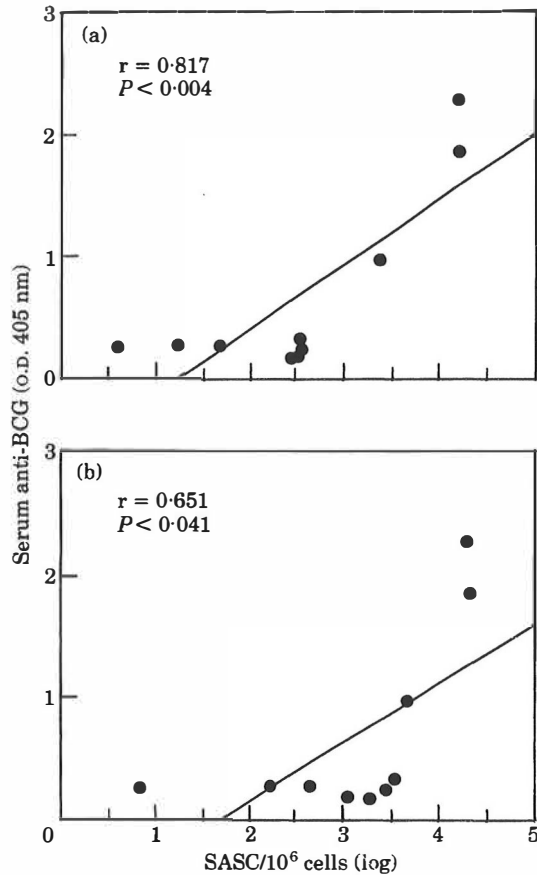 (a)
r = 0·817
P < 0·004
3
2
1
0
(b)
r = 0·651
P < 0·041
3
2
1
0
1
2
3
4
5
Serum anti-BCG (O.D. 405 nm)
SASC/10⁶ cells (log)